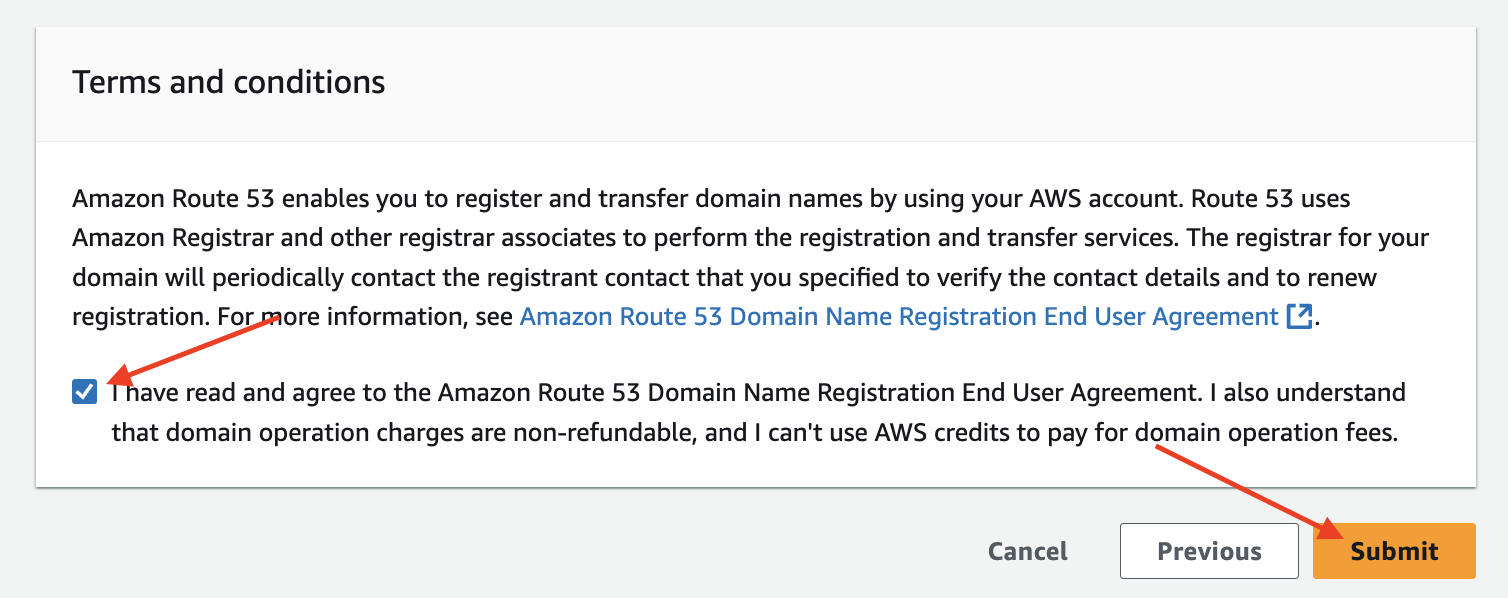 Terms and conditions
Amazon Route 53 enables you to register and transfer domain names by using your AWS account. Route 53 uses
Amazon Registrar and other registrar associates to perform the registration and transfer services. The registrar for your
domain will periodically contact the registrant contact that you specified to verify the contact details and to renew
registration. For more information, see Amazon Route 53 Domain Name Registration End User Agreement.
I have read and agree to the Amazon Route 53 Domain Name Registration End User Agreement. I also understand
that domain operation charges are non-refundable, and I can't use AWS credits to pay for domain operation fees.
Cancel Previous Submit